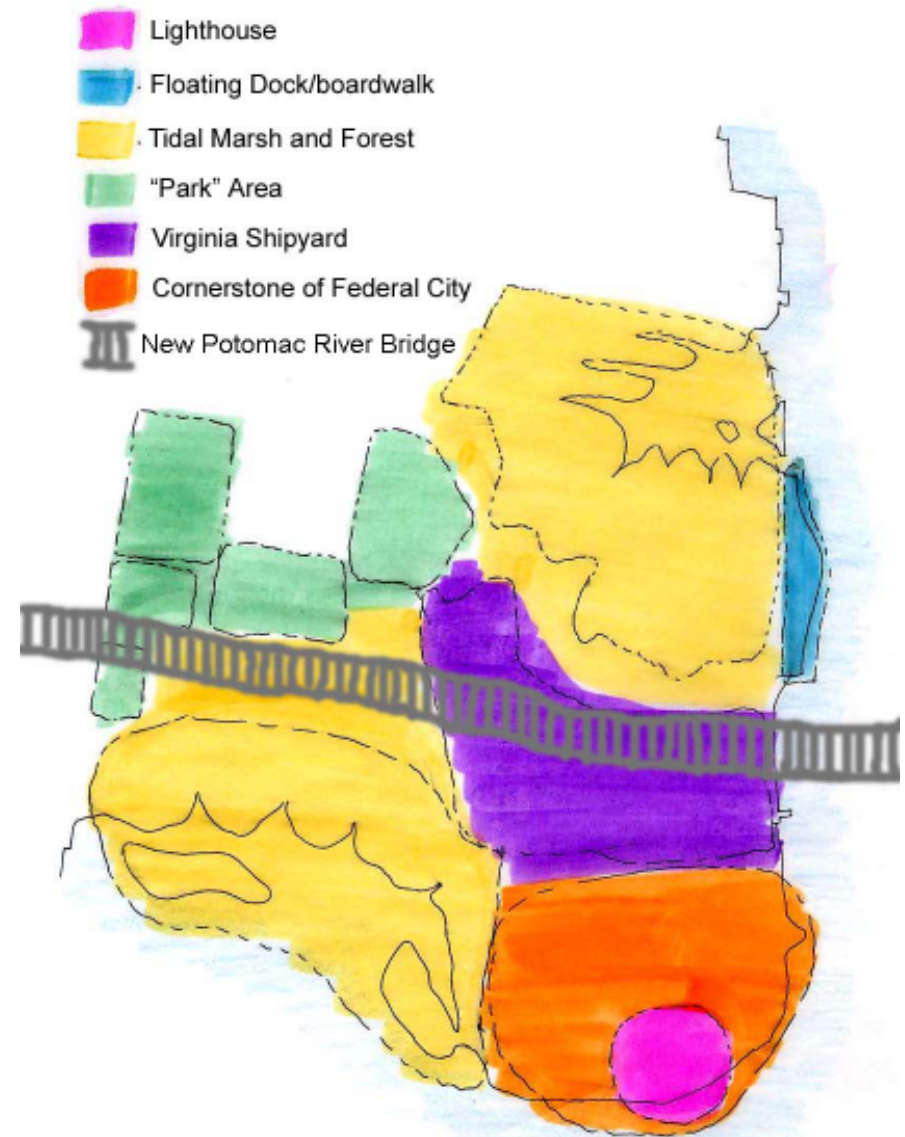 Lighthouse
Floating Dock/boardwalk
Tidal Marsh and Forest
“Park” Area
Virginia Shipyard
Cornerstone of Federal City
New Potomac River Bridge